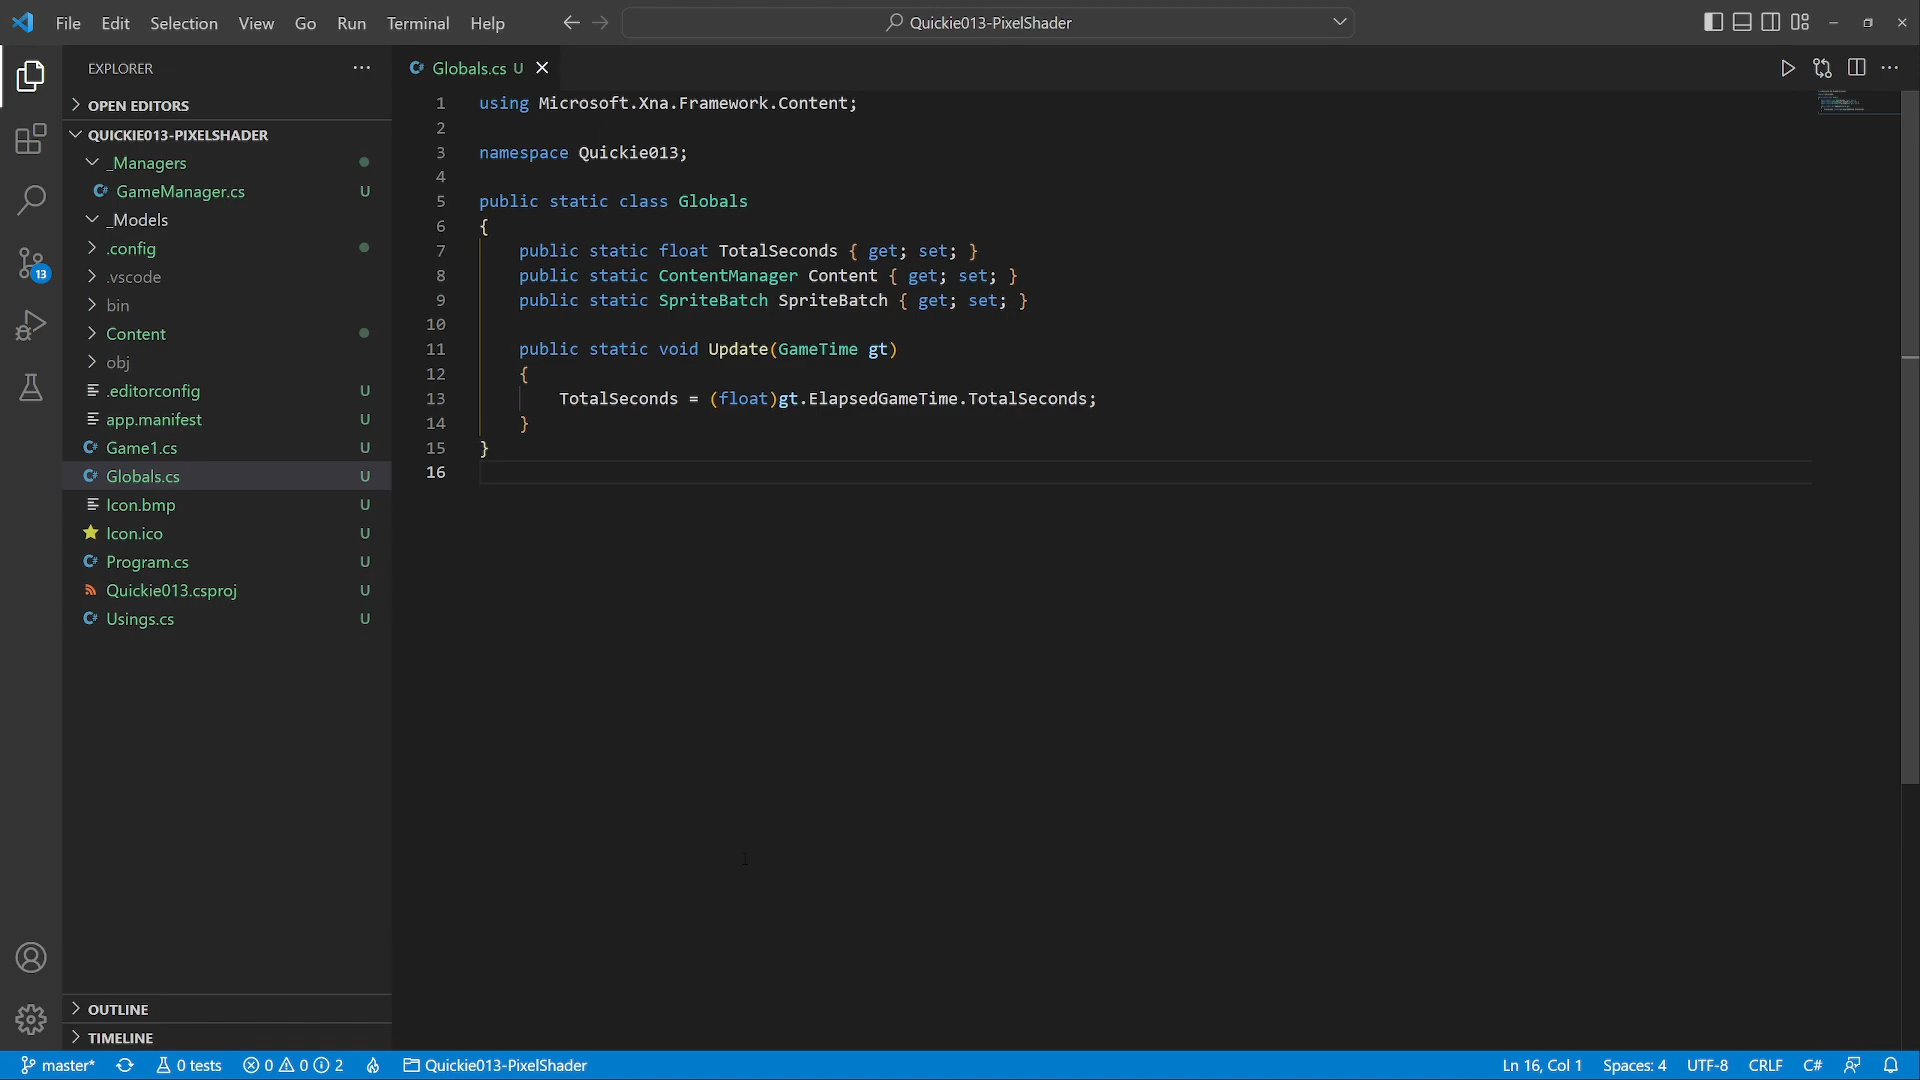 File Edit Selection View Go Run Terminal Help
Quickie013-PixelShader
EXPLORER
OPEN EDITORS
QUICKIE013-PIXELSHADER
_Managers
GameManager.cs U
_Models
.config
.vscode
bin
Content
obj
.editorconfig U
app.manifest U
Game1.cs U
Globals.cs U
Icon.bmp U
Icon.ico U
Program.cs U
Quickie013.csproj U
Usings.cs U
OUTLINE
TIMELINE
13
Globals.cs U
1 using Microsoft.Xna.Framework.Content;
2
3 namespace Quickie013;
4
5 public static class Globals
6 {
7 public static float TotalSeconds { get; set; }
8 public static ContentManager Content { get; set; }
9 public static SpriteBatch SpriteBatch { get; set; }
10
11 public static void Update(GameTime gt)
12 {
13 TotalSeconds = (float)gt.ElapsedGameTime.TotalSeconds;
14 }
15 }
16
master* 0 tests 0 0 2 Quickie013-PixelShader Ln 16, Col 1 Spaces: 4 UTF-8 CRLF C#